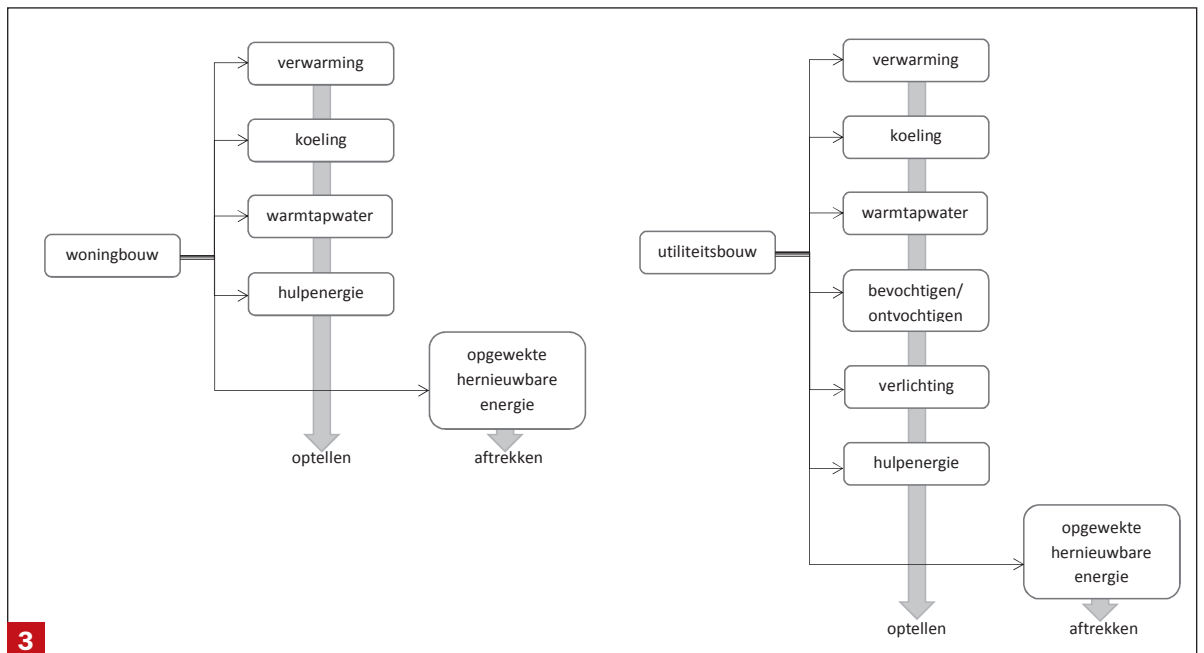 verwarming
koeling
warmtapwater
woningbouw
hulpenergie
opgewekte
hernieuwbare
energie
optellen
aftrekken
verwarming
koeling
warmtapwater
utiliteitsbouw
bevochtigen/
ontvochtigen
verlichting
hulpenergie
opgewekte
hernieuwbare
energie
optellen
aftrekken
3